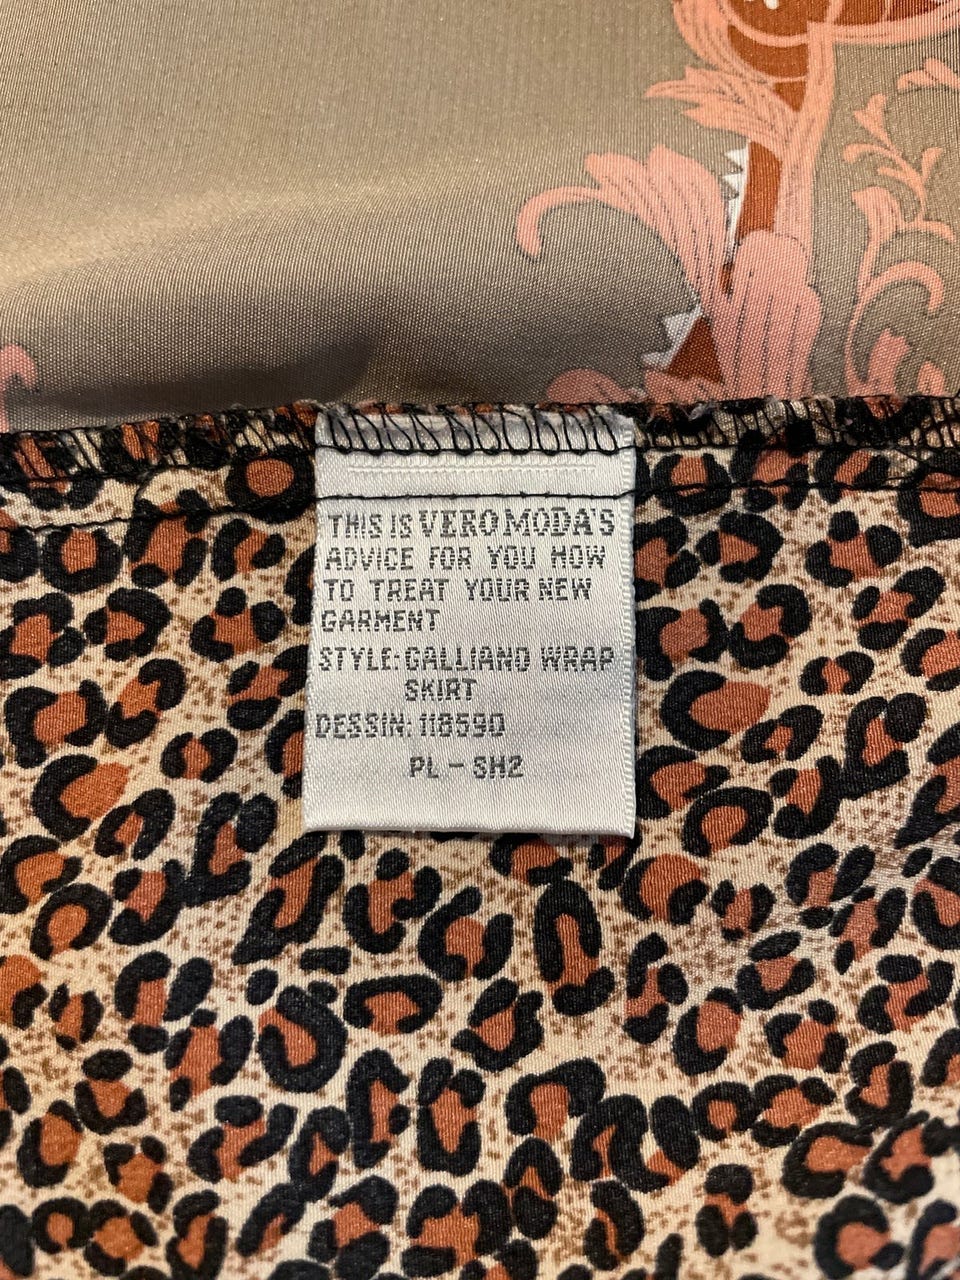 THIS IS VERO MODA'S
ADVICE FOR YOU HOW
TO TREAT YOUR NEW
GARMENT
STYLE: GALLIANO WRAP
SKIRT
DESSIN: 118590
PL - SH2